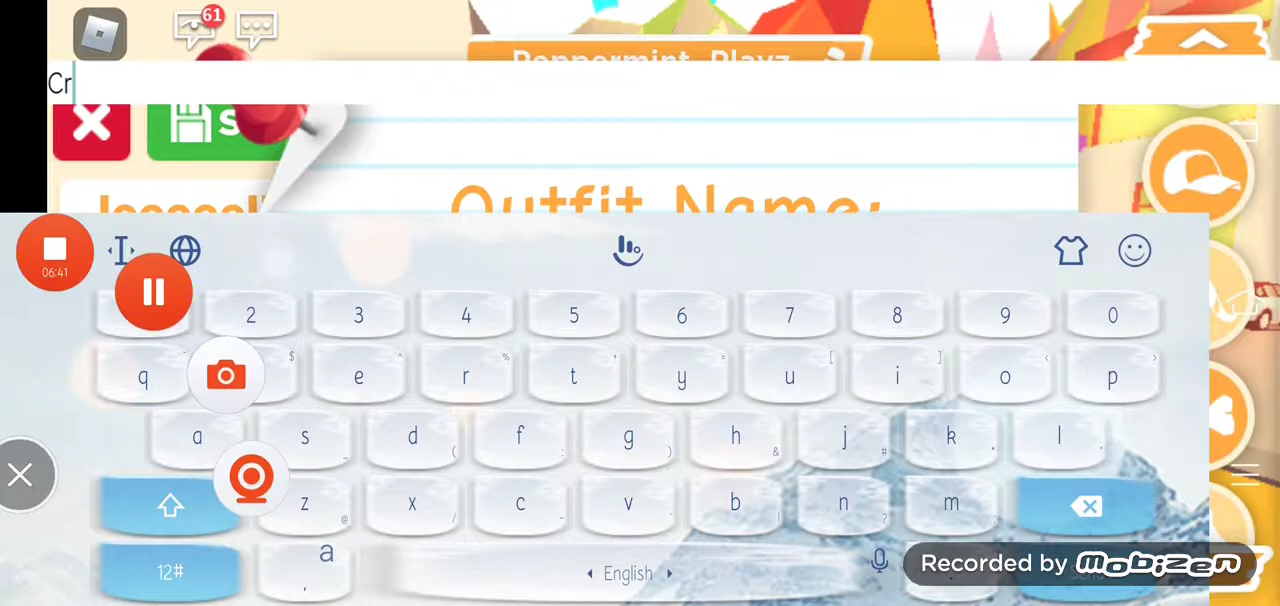 61
Peppermint_Playz
Cr
S
Outfit Name:
06:41
2 3 4 5 6 7 8 9 0
q e r t y u i o p
a s d f g h j k l
z x c v b n m
12# a , English
Recorded by mobizen